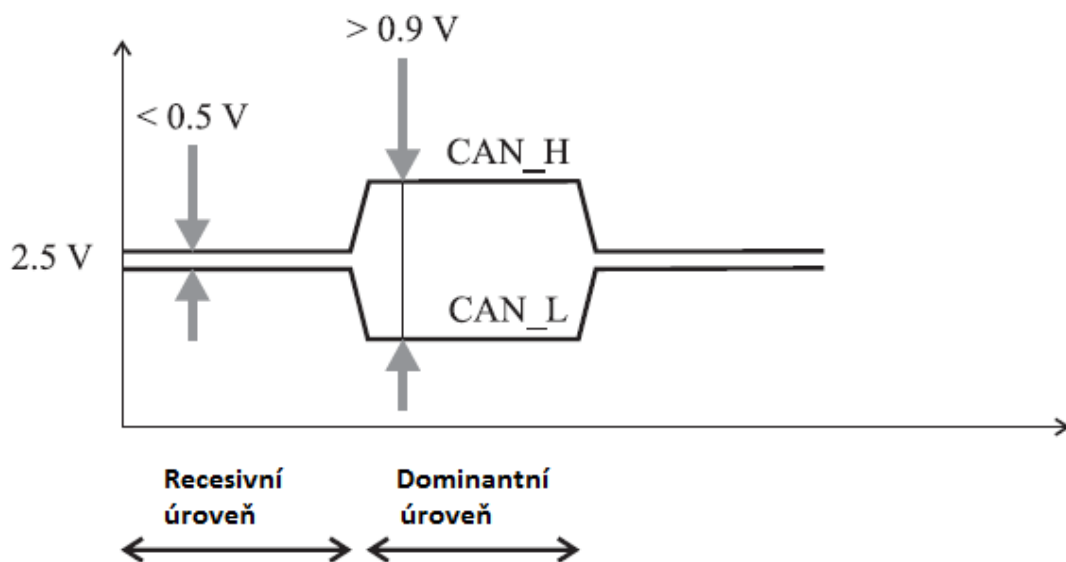 > 0.9 V
< 0.5 V
CAN_H
2.5 V
CAN_L
Recesivní
úroveň
Dominantní
úroveň